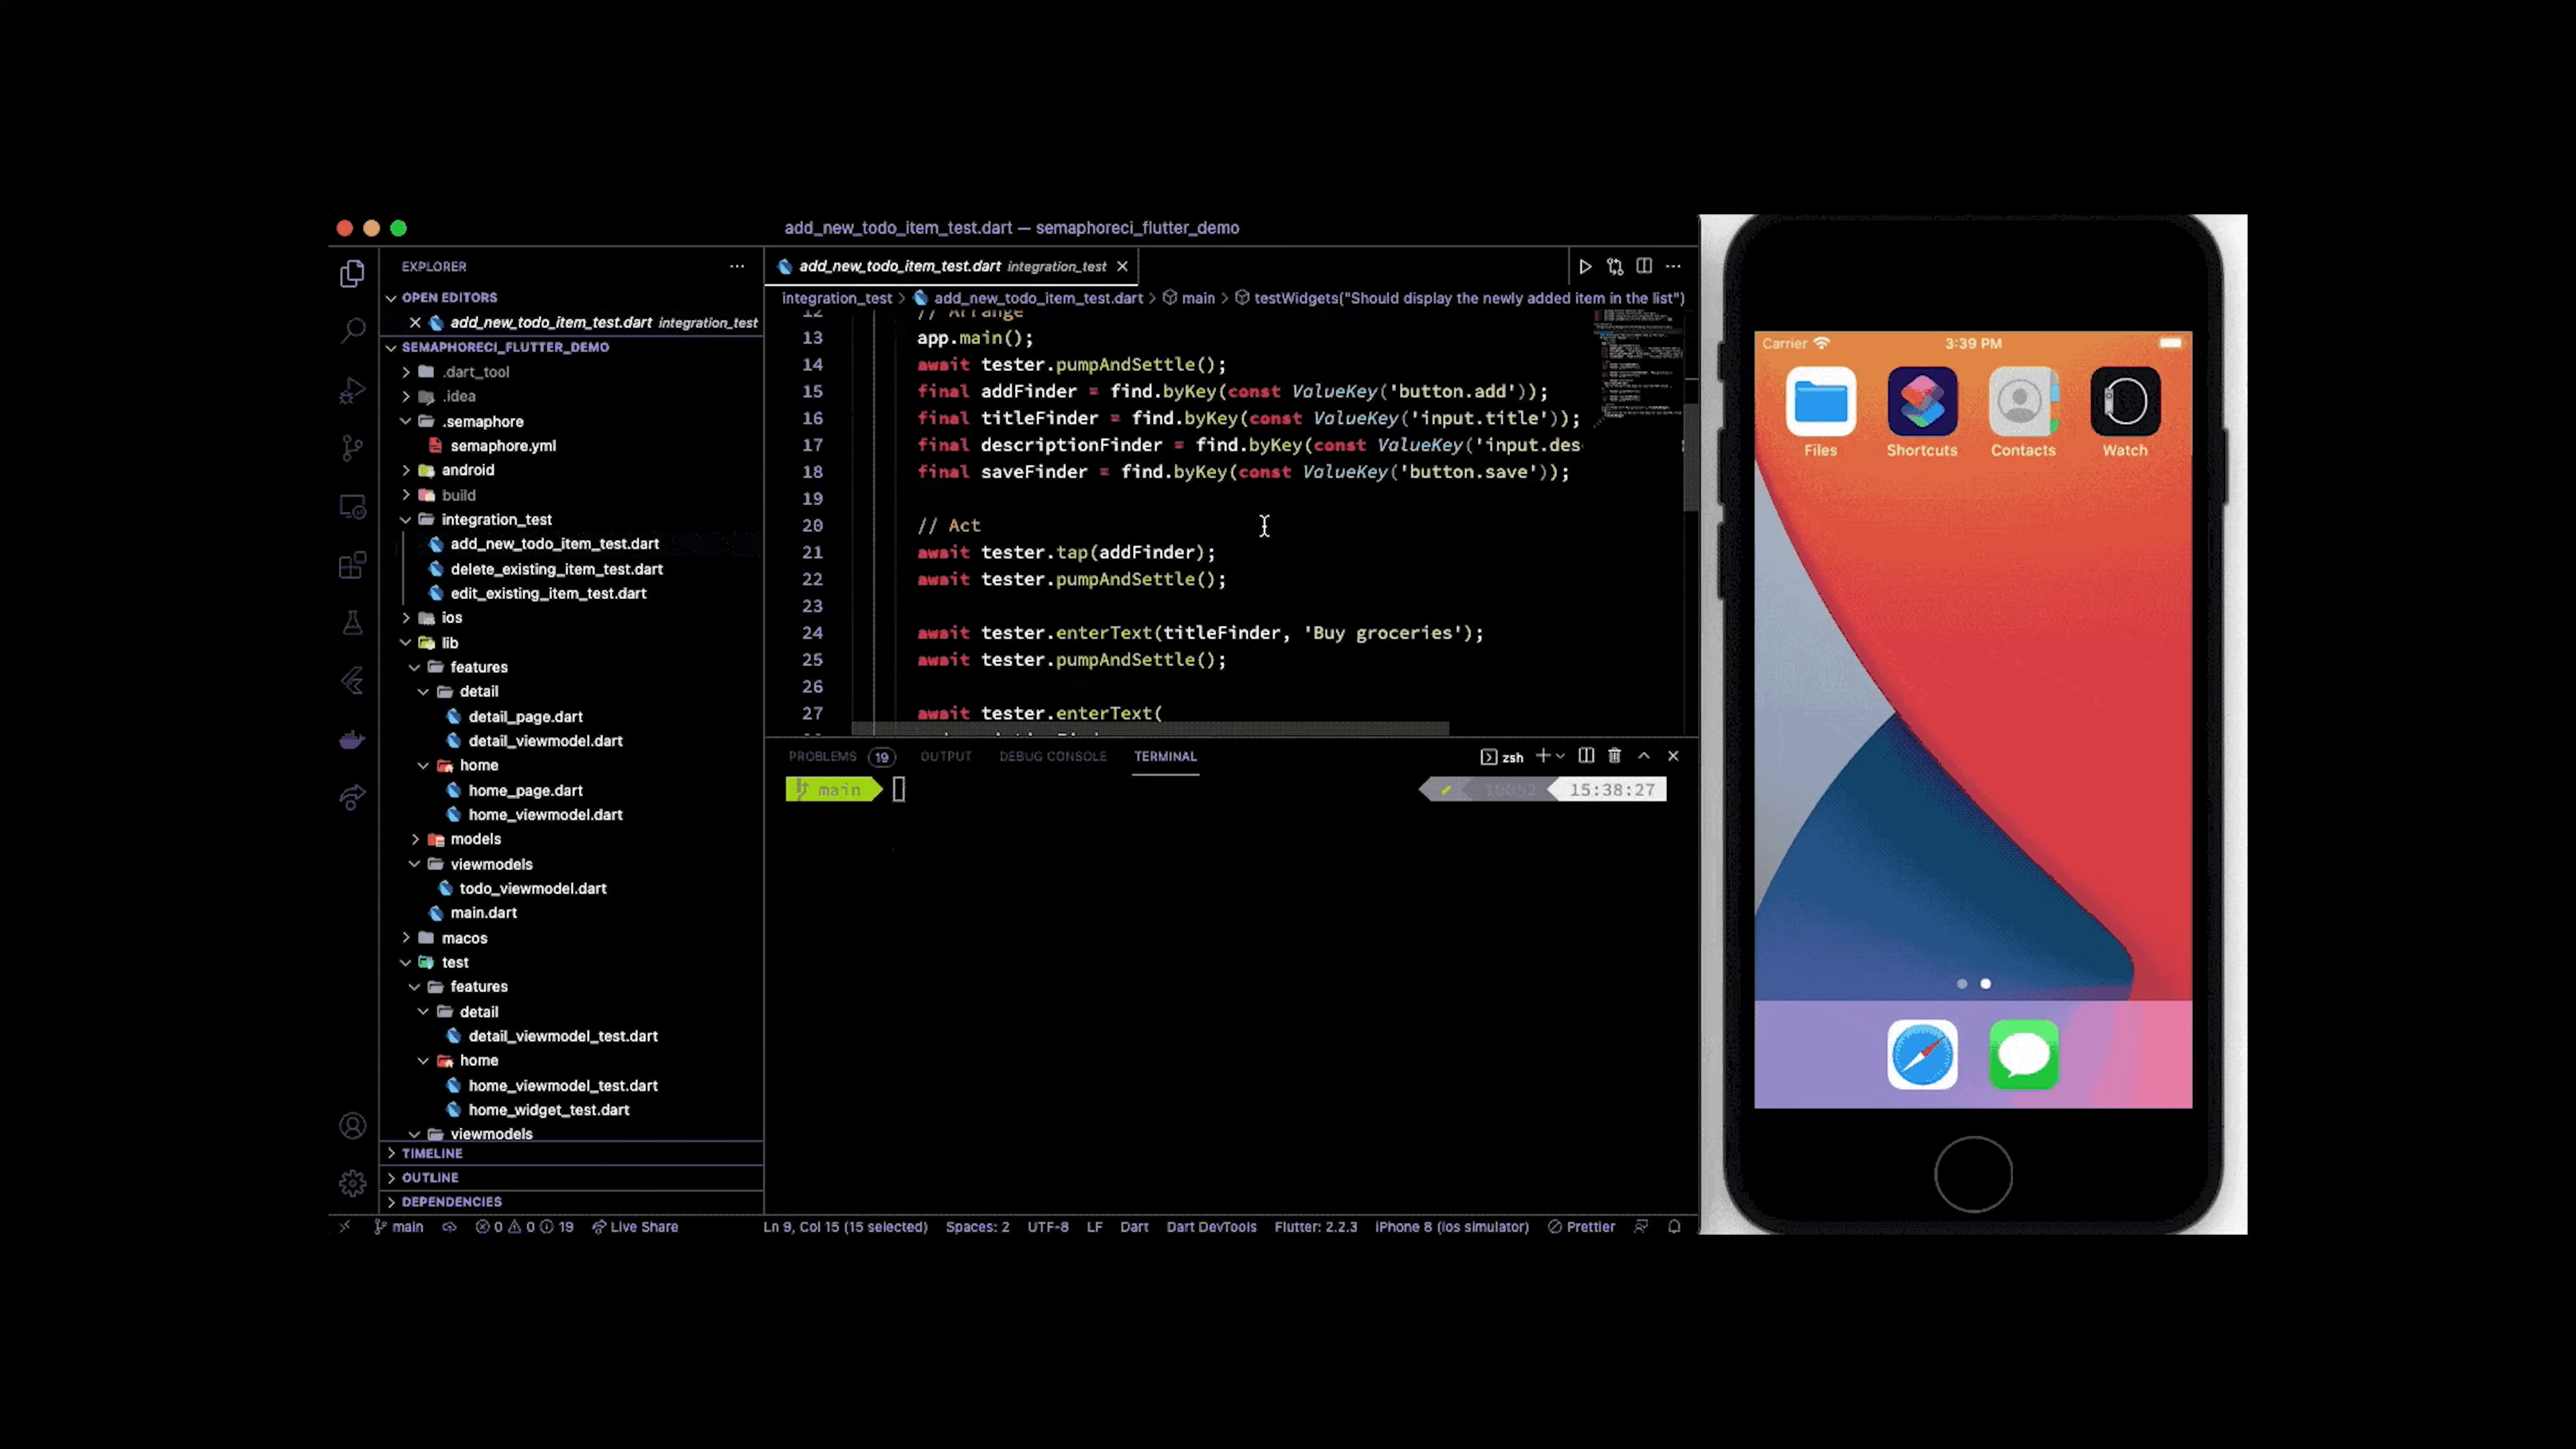 add_new_todo_item_test.dart — semaphoreci_flutter_demo
EXPLORER
OPEN EDITORS
add_new_todo_item_test.dart integration_test
SEMAPHORECI_FLUTTER_DEMO
.dart_tool
.idea
.semaphore
semaphore.yml
android
build
integration_test
add_new_todo_item_test.dart
delete_existing_item_test.dart
edit_existing_item_test.dart
ios
lib
features
detail
detail_page.dart
detail_viewmodel.dart
home
home_page.dart
home_viewmodel.dart
models
viewmodels
todo_viewmodel.dart
main.dart
macos
test
features
detail
detail_viewmodel_test.dart
home
home_viewmodel_test.dart
home_widget_test.dart
viewmodels
TIMELINE
OUTLINE
DEPENDENCIES
add_new_todo_item_test.dart integration_test
integration_test > add_new_todo_item_test.dart > main > testWidgets("Should display the newly added item in the list")
12 // Arrange
13 app.main();
14 await tester.pumpAndSettle();
15 final addFinder = find.byKey(const ValueKey('button.add'));
16 final titleFinder = find.byKey(const ValueKey('input.title'));
17 final descriptionFinder = find.byKey(const ValueKey('input.des
18 final saveFinder = find.byKey(const ValueKey('button.save'));
19
20 // Act
21 await tester.tap(addFinder);
22 await tester.pumpAndSettle();
23
24 await tester.enterText(titleFinder, 'Buy groceries');
25 await tester.pumpAndSettle();
26
27 await tester.enterText(
PROBLEMS 19 OUTPUT DEBUG CONSOLE TERMINAL zsh
main 15:38:27
main 0 0 19 Live Share Ln 9, Col 15 (15 selected) Spaces: 2 UTF-8 LF Dart Dart DevTools Flutter: 2.2.3 iPhone 8 (ios simulator) Prettier
Carrier 3:39 PM
Files Shortcuts Contacts Watch